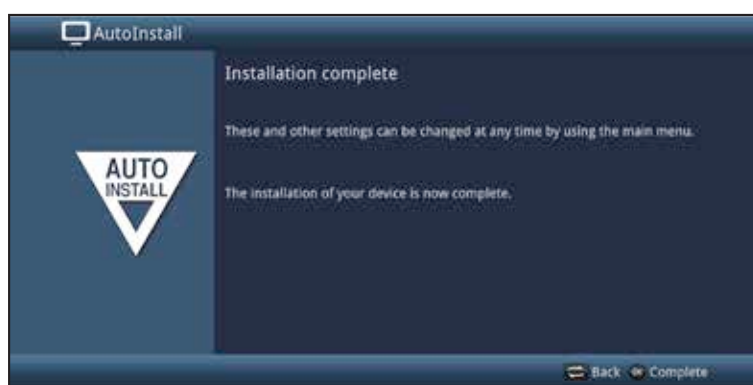 AutoInstall
Installation complete
These and other settings can be changed at any time by using the main menu.
AUTO
INSTALL
The installation of your device is now complete.
Back OK Complete